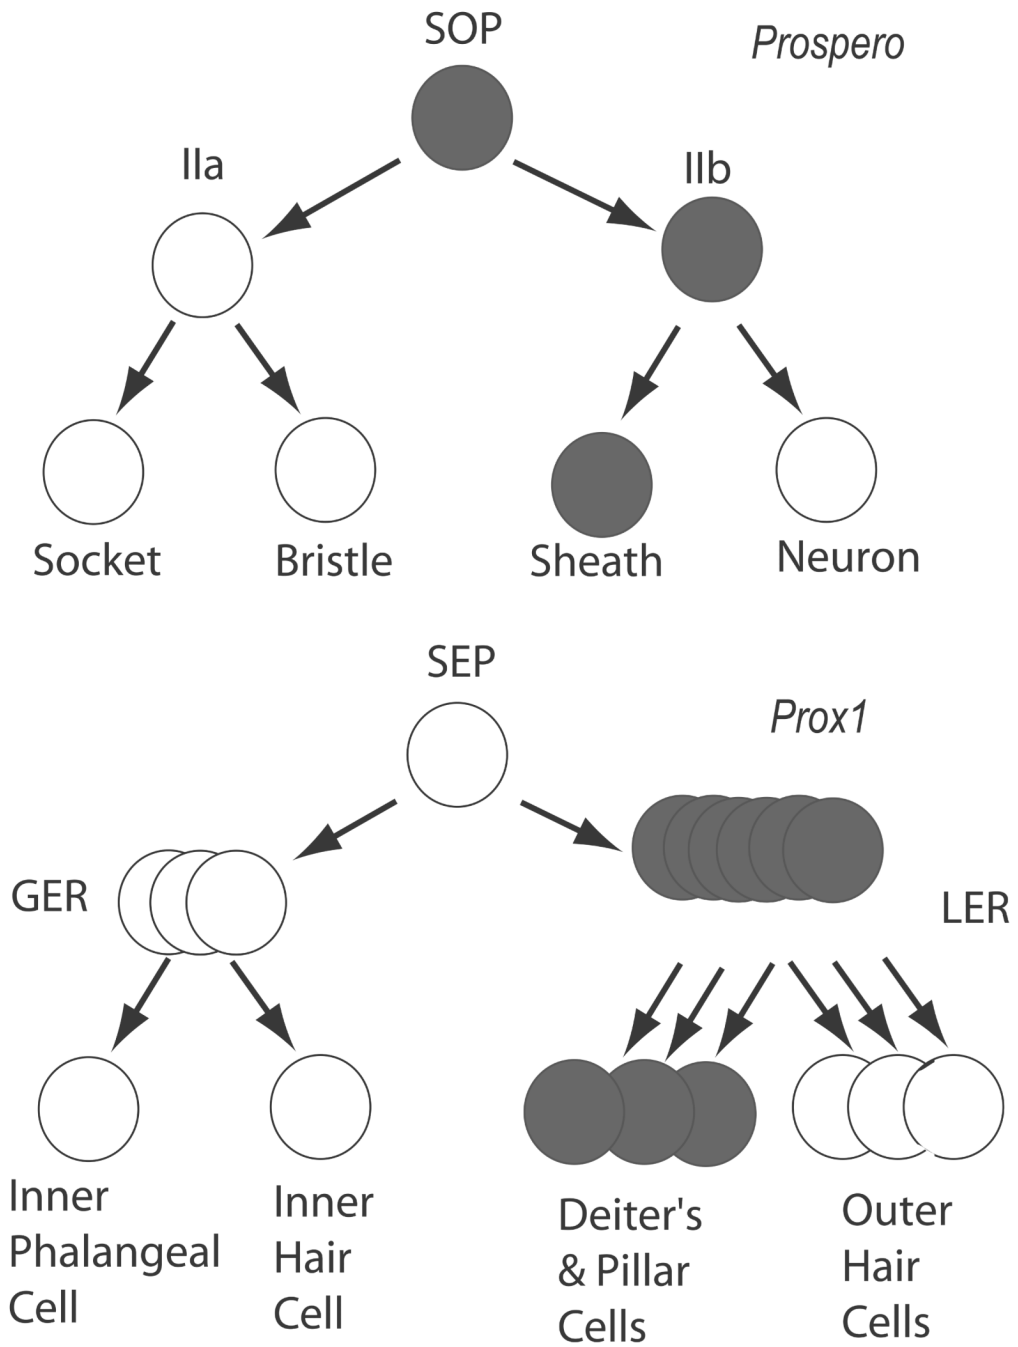 SOP
Prospero
IIa
IIb
Socket
Bristle
Sheath
Neuron
SEP
Prox1
GER
LER
Inner
Phalangeal
Cell
Inner
Hair
Cell
Deiter's
& Pillar
Cells
Outer
Hair
Cells